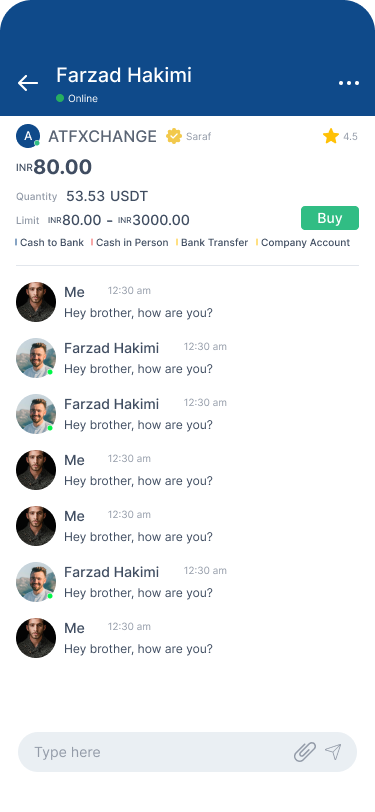 Farzad Hakimi
Online
A ATFXCHANGE Saraf 4.5
INR80.00
Quantity 53.53 USDT
Limit INR80.00 - INR3000.00
Buy
Cash to Bank Cash in Person Bank Transfer Company Account
Me 12:30 am
Hey brother, how are you?
Farzad Hakimi 12:30 am
Hey brother, how are you?
Farzad Hakimi 12:30 am
Hey brother, how are you?
Me 12:30 am
Hey brother, how are you?
Me 12:30 am
Hey brother, how are you?
Farzad Hakimi 12:30 am
Hey brother, how are you?
Me 12:30 am
Hey brother, how are you?
Type here